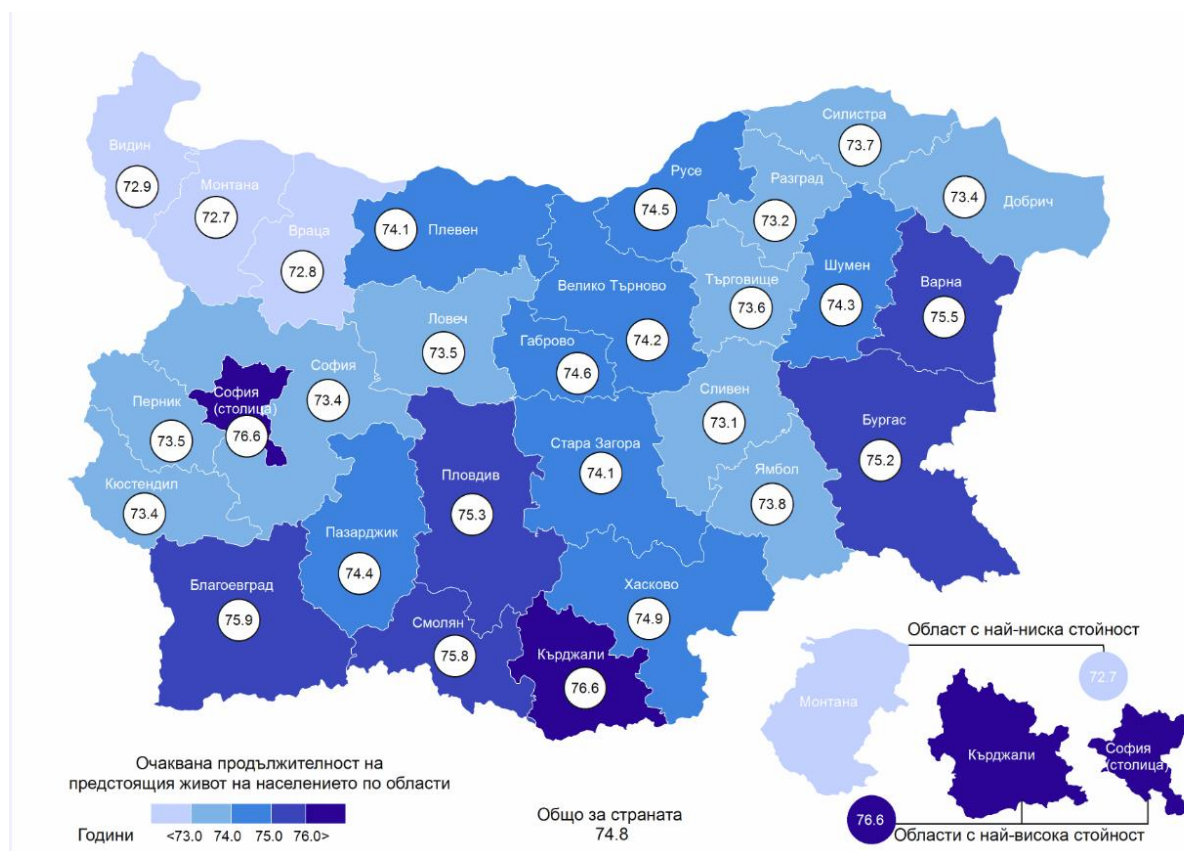 Видин
72.9
Монтана
72.7
Враца
72.8
74.1 Плевен
Русе
74.5
Силистра
73.7
Разград
73.2
73.4
Добрич
Шумен
74.3
Варна
75.5
Търговище
73.6
Велико Търново
74.2
Габрово
74.6
Ловеч
73.5
София
73.4
София
(столица)
76.6
Перник
73.5
Кюстендил
73.4
Сливен
73.1
Бургас
75.2
Ямбол
73.8
Стара Загора
74.1
Пловдив
75.3
Пазарджик
74.4
Благоевград
75.9
Смолян
75.8
Хасково
74.9
Кърджали
76.6
Област с най-ниска стойност
72.7
Монтана
Кърджали
София
(столица)
76.6
Области с най-висока стойност
Очаквана продължителност на
предстоящия живот на населението по области
Години <73.0 74.0 75.0 76.0>
Общо за страната
74.8